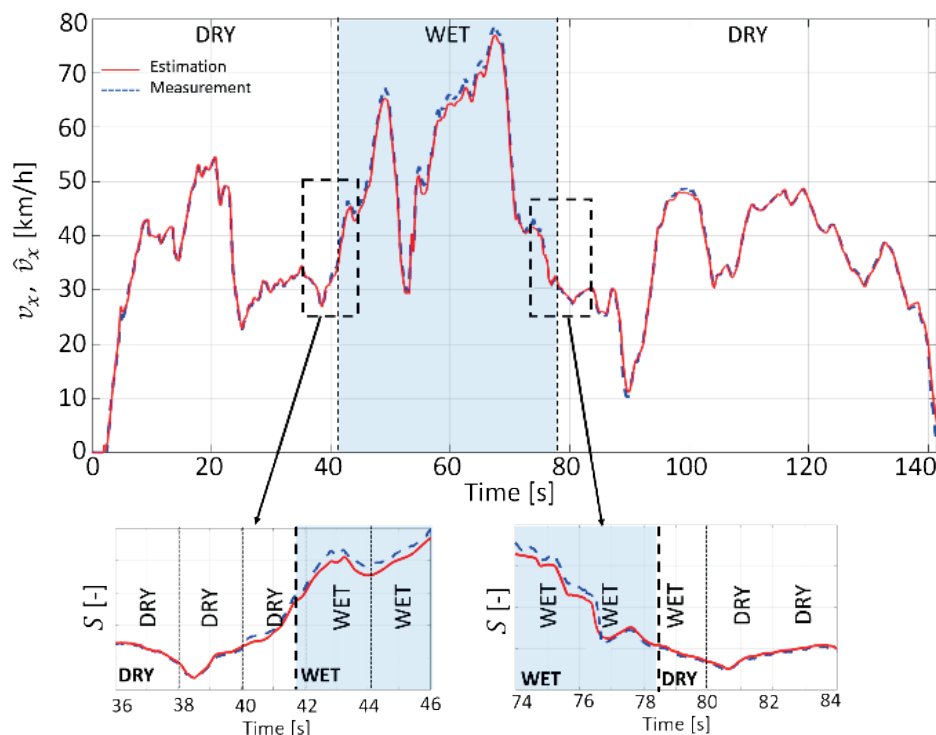 DRY WET DRY
Estimation
Measurement
80
70
60
50
40
30
20
10
0
v_x, v̂_x [km/h]
0 20 40 60 80 100 120 140
Time [s]
S [-]
DRY DRY DRY WET WET
DRY WET
36 38 40 42 44 46
Time [s]
S [-]
WET WET WET DRY DRY
WET DRY
74 76 78 80 82 84
Time [s]